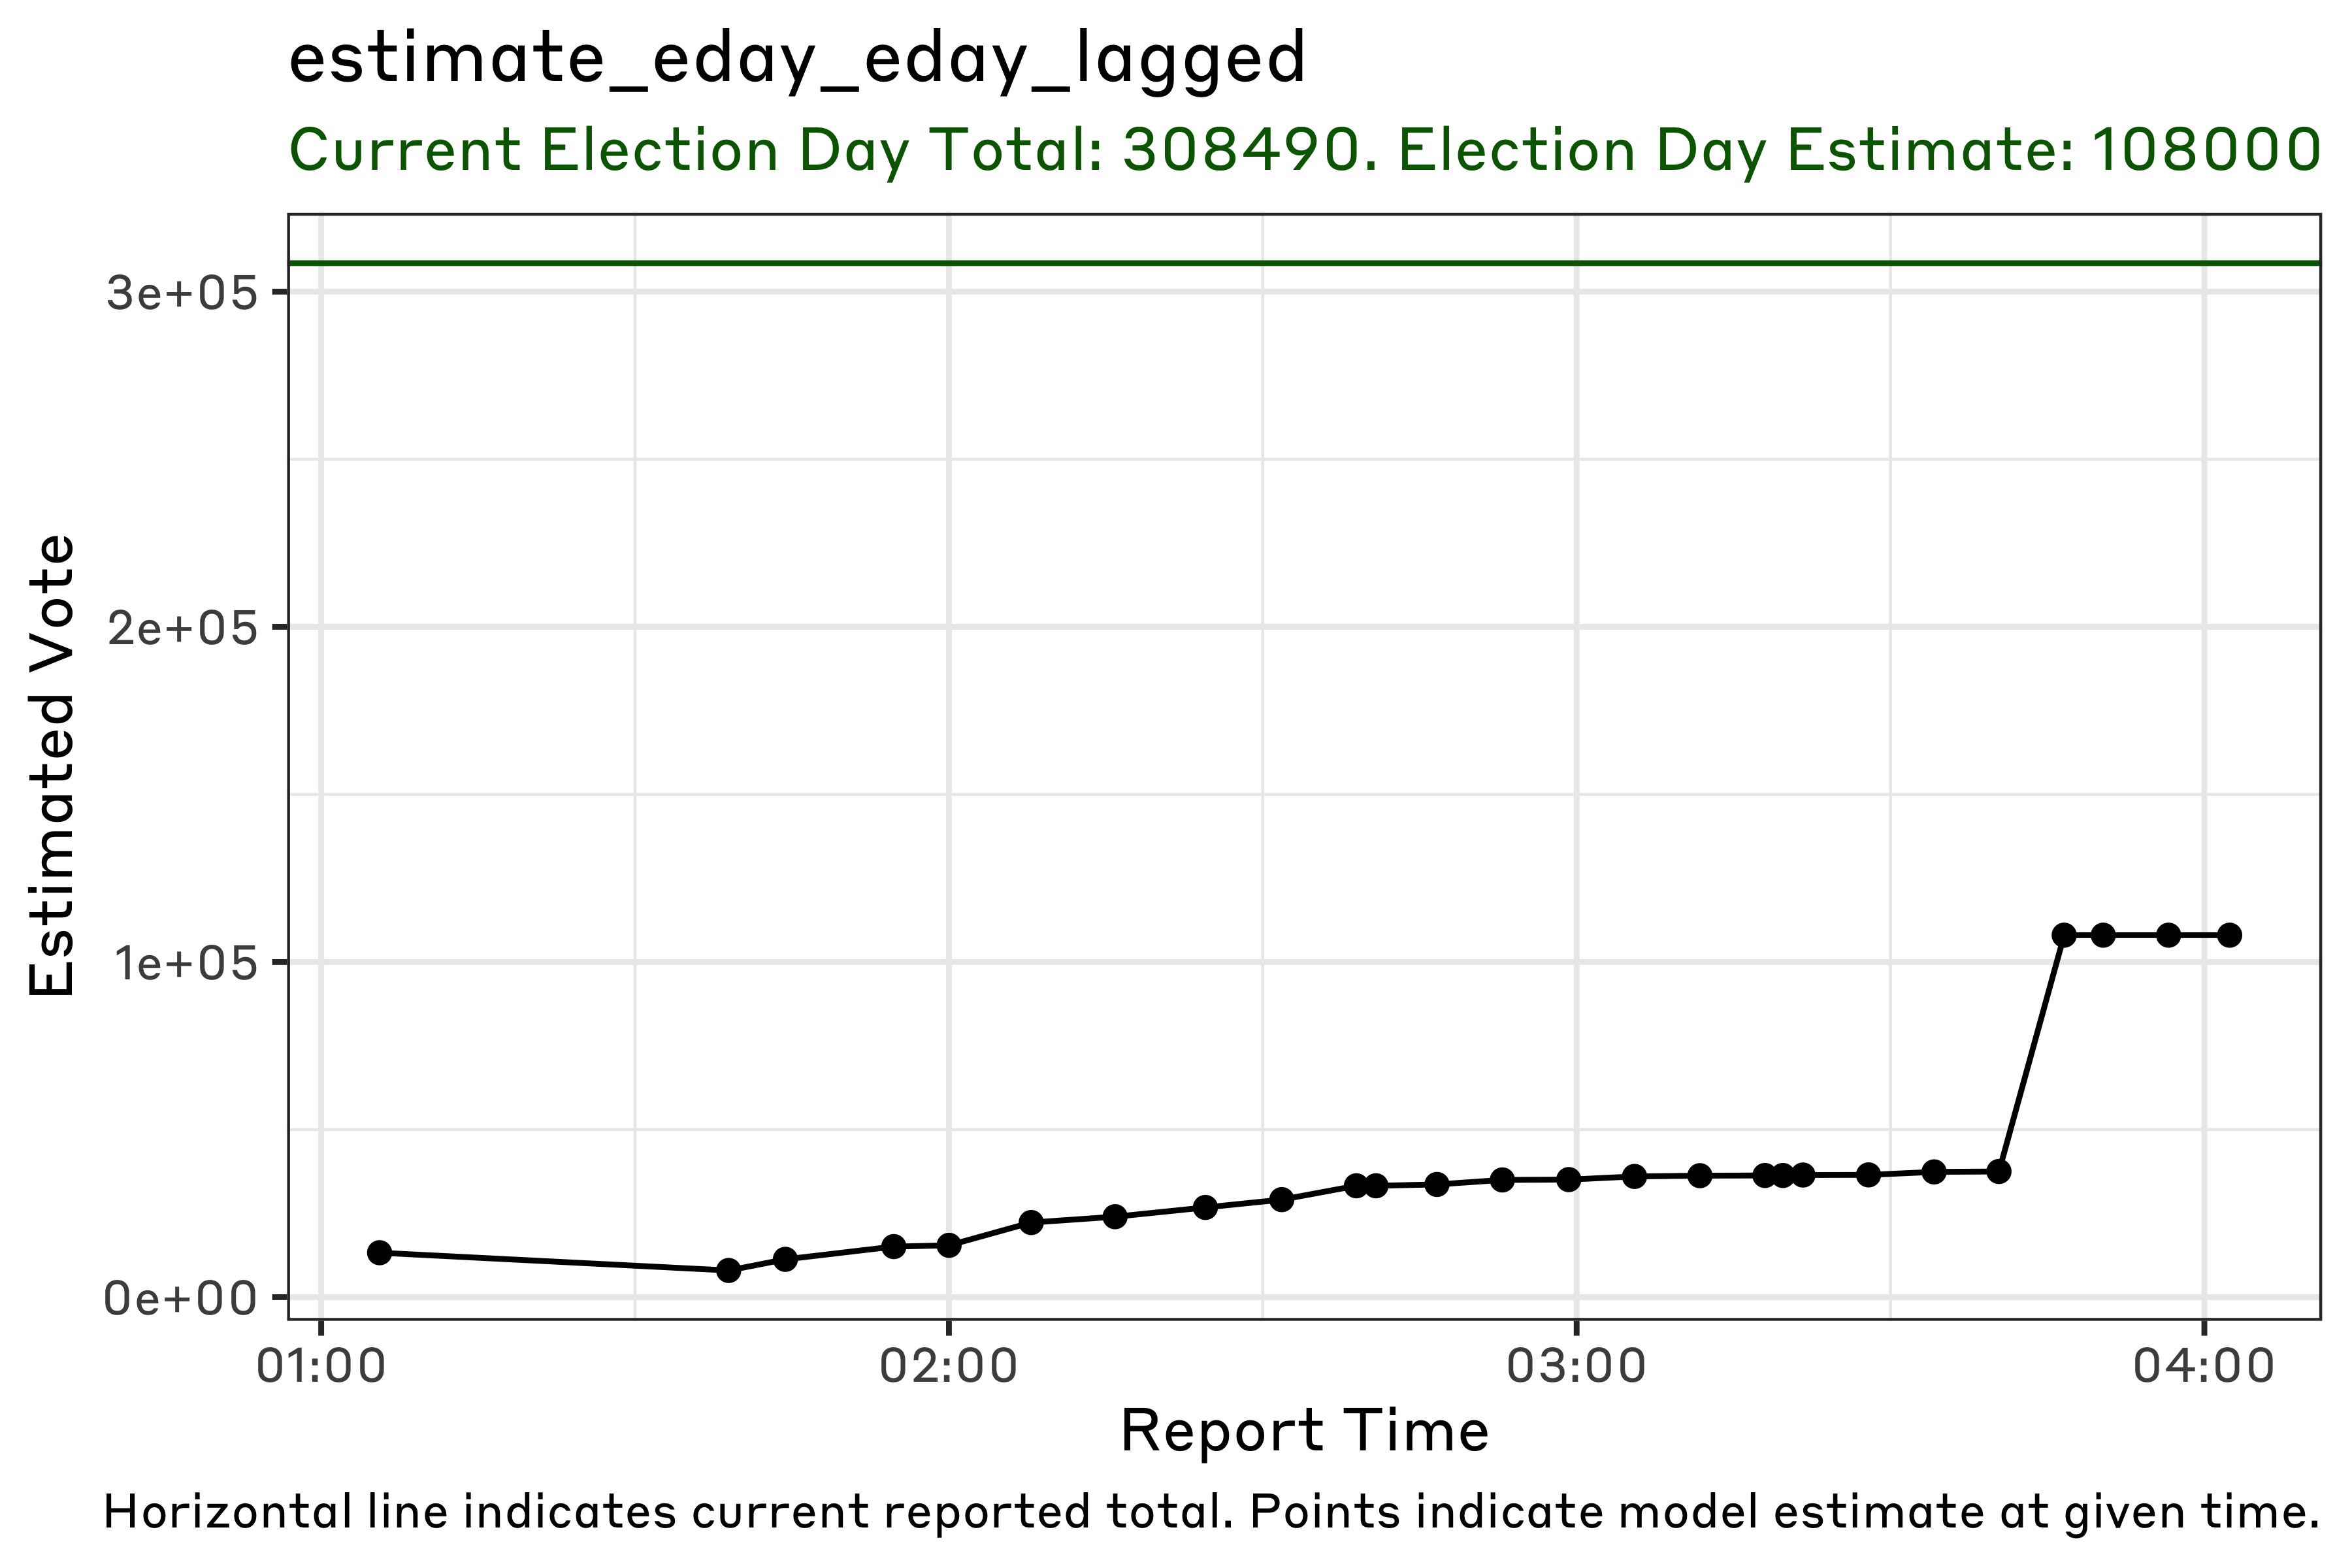 estimate_eday_eday_lagged
Current Election Day Total: 308490. Election Day Estimate: 108000
Estimated Vote
3e+05
2e+05
1e+05
0e+00
01:00 02:00 03:00 04:00
Report Time
Horizontal line indicates current reported total. Points indicate model estimate at given time.